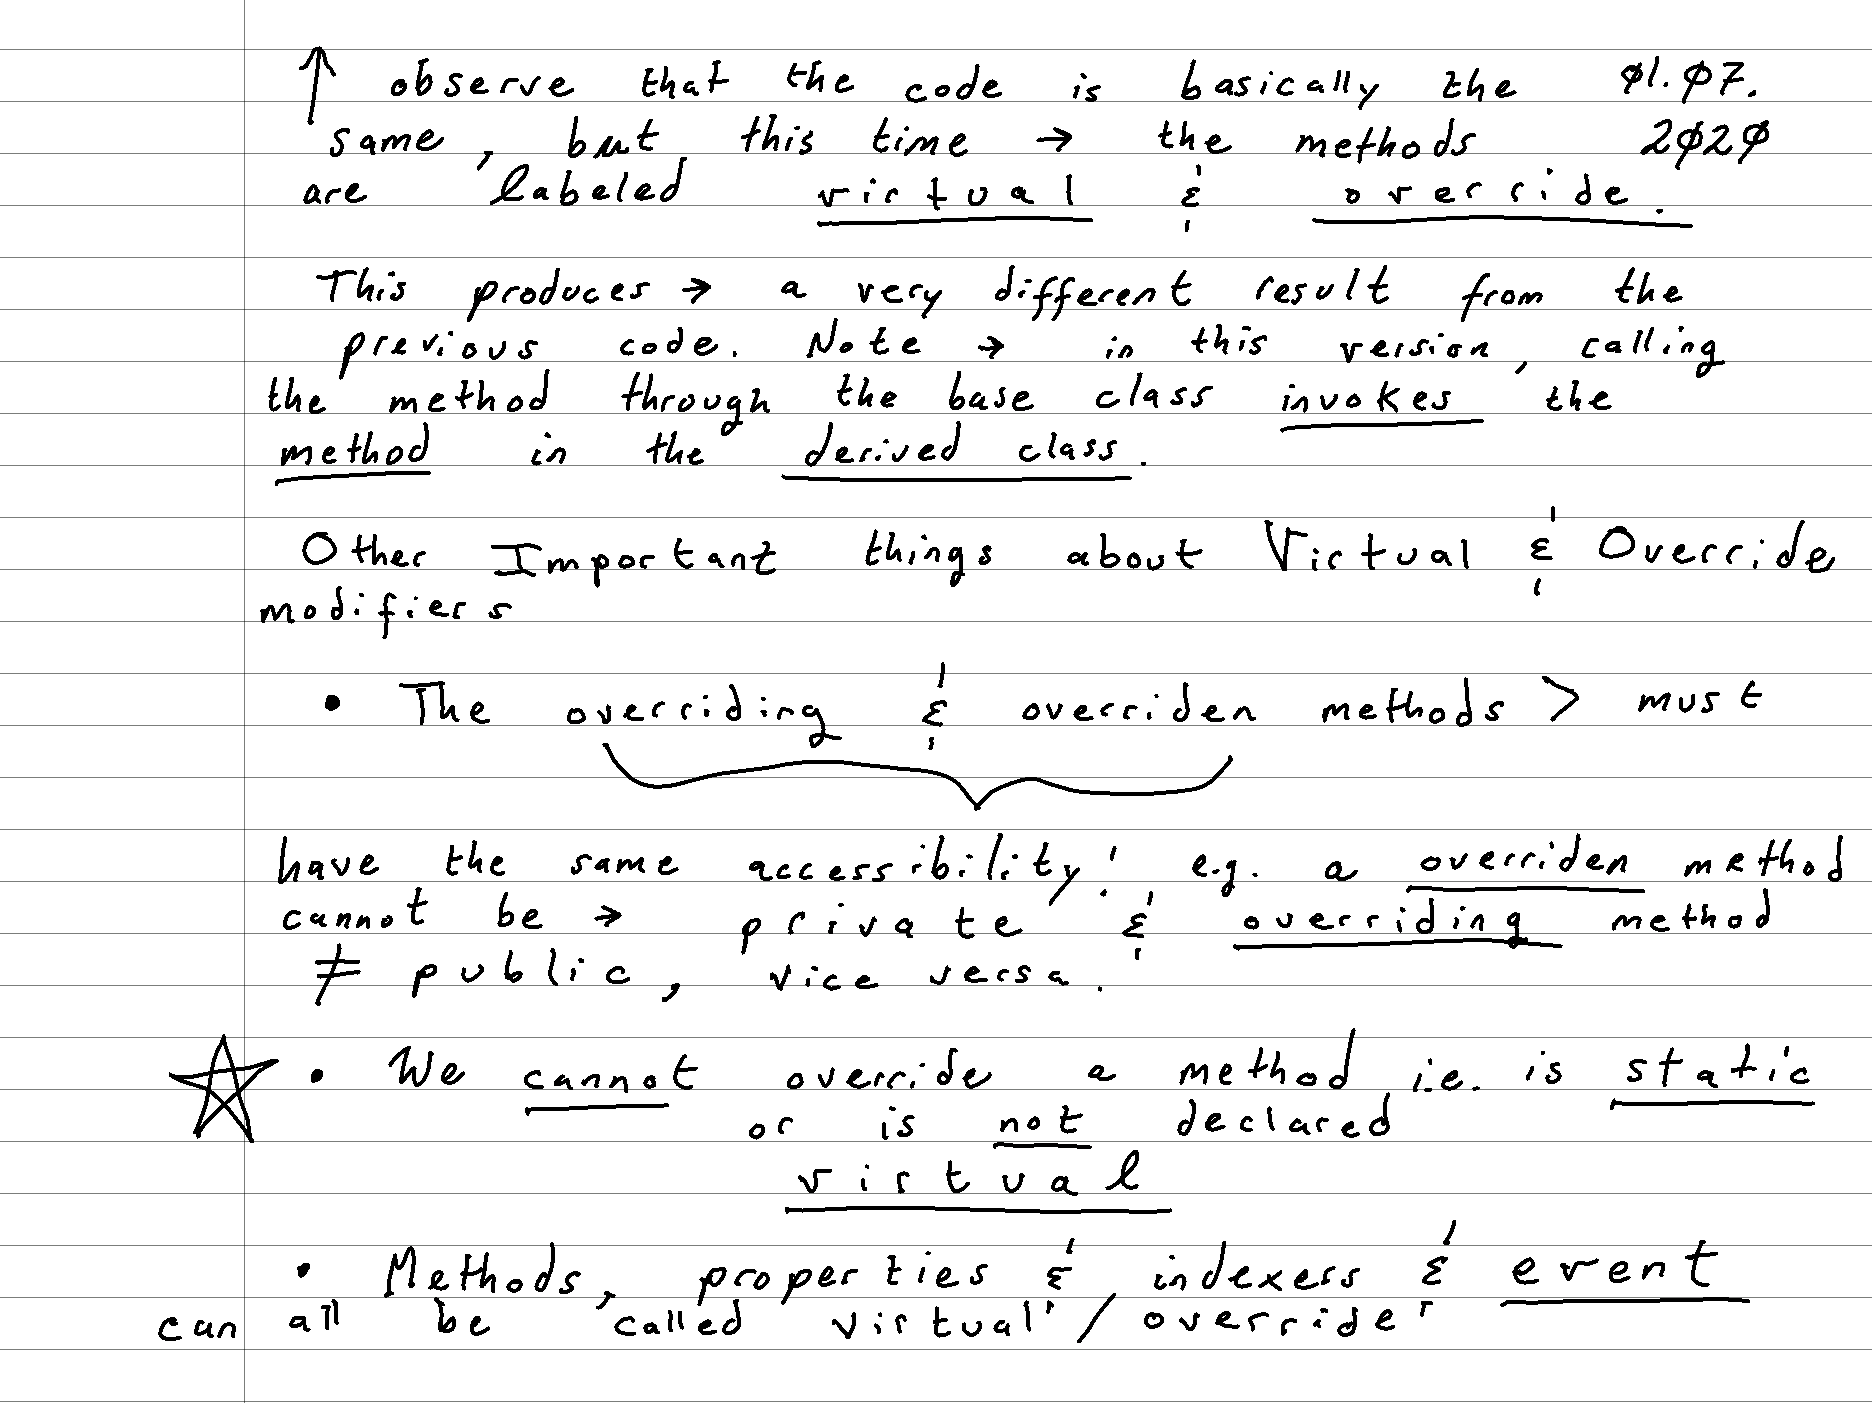 ↑ observe that the code is basically the 01.07.
same, but this time → the methods 2020
are labeled virtual & override.
This produces → a very different result from the
previous code. Note → in this version, calling
the method through the base class invokes the
method in the derived class.
Other Important things about Virtual & Override
modifiers
• The overriding & overriden methods > must
have the same accessibility! e.g. a overriden method
cannot be → private & overriding method
≠ public, vice versa.
• We cannot override a method i.e. is static
or is not declared
virtual
• Methods, properties & indexers & event
can all be called virtual'/override'